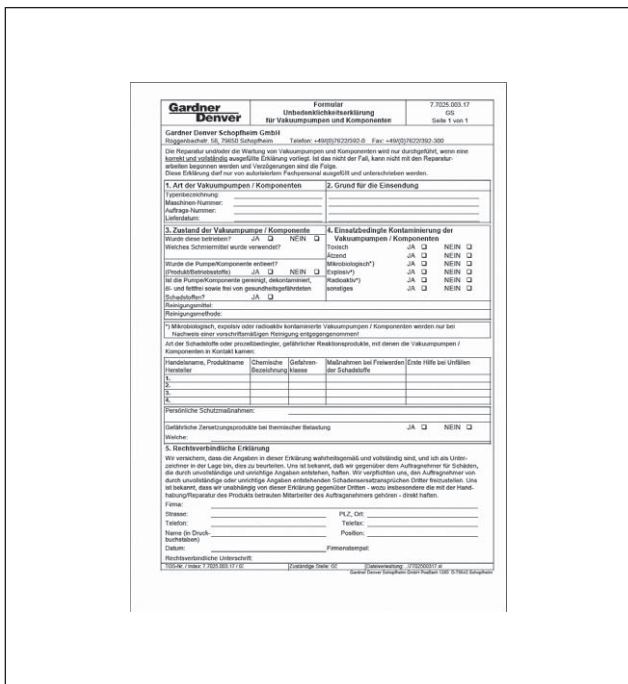 Gardner
Denver
Formular
Unbedenklichkeitserklärung
für Vakuumpumpen und Komponenten
7.7025.003.17
GS
Seite 1 von 1
Gardner Denver Schopfheim GmbH
Roggenbachstr. 58, 79650 Schopfheim Telefon: +49/(0)7622/392-0 Fax: +49/(0)7622/392-300
Die Reparatur und/oder die Wartung von Vakuumpumpen und Komponenten wird nur durchgeführt, wenn eine
korrekt und vollständig ausgefüllte Erklärung vorliegt. Ist das nicht der Fall, kann nicht mit den Reparatur-
arbeiten begonnen werden und Verzögerungen sind die Folge.
Diese Erklärung darf nur von autorisiertem Fachpersonal ausgefüllt und unterschrieben werden.
1. Art der Vakuumpumpen / Komponenten
Typenbezeichnung:
Maschinen-Nummer:
Auftrags-Nummer:
Lieferdatum:
2. Grund für die Einsendung
3. Zustand der Vakuumpumpe / Komponente
Wurde diese betrieben? JA NEIN
Welches Schmiermittel wurde verwendet?
Wurde die Pumpe/Komponente entleert?
(Produkt/Betriebsstoffe) JA NEIN
Ist die Pumpe/Komponente gereinigt, dekontaminiert,
öl- und fettfrei sowie frei von gesundheitsgefährdeten
Schadstoffen? JA
4. Einsatzbedingte Kontaminierung der
Vakuumpumpen / Komponenten
Toxisch JA NEIN
Ätzend JA NEIN
Mikrobiologisch*) JA NEIN
Explosiv*) JA NEIN
Radioaktiv*) JA NEIN
sonstiges JA NEIN
Reinigungsmittel:
Reinigungsmethode:
*) Mikrobiologisch, expolsiv oder radioaktiv kontaminierte Vakuumpumpen / Komponenten werden nur bei
Nachweis einer vorschriftsmäßigen Reinigung entgegengenommen!
Art der Schadstoffe oder prozeßbedingter, gefährlicher Reaktionsprodukte, mit denen die Vakuumpumpen /
Komponenten in Kontakt kamen:
Handelsname, Produktname
Hersteller
Chemische
Bezeichnung
Gefahren-
klasse
Maßnahmen bei Freiwerden
der Schadstoffe
Erste Hilfe bei Unfällen
1.
2.
3.
4.
Persönliche Schutzmaßnahmen:
Gefährliche Zersetzungsprodukte bei thermischer Belastung JA NEIN
Welche:
5. Rechtsverbindliche Erklärung
Wir versichern, dass die Angaben in dieser Erklärung wahrheitsgemäß und vollständig sind, und ich als Unter-
zeichner in der Lage bin, dies zu beurteilen. Uns ist bekannt, daß wir gegenüber dem Auftragnehmer für Schäden,
die durch unvollständige und unrichtige Angaben entstehen, haften. Wir verpflichten uns, den Auftragnehmer von
durch unvollständige oder unrichtige Angaben entstehenden Schadensersatzansprüchen Dritter freizustellen. Uns
ist bekannt, dass wir unabhängig von dieser Erklärung gegenüber Dritten - wozu insbesondere die mit der Hand-
habung/Reparatur des Produkts betrauten Mitarbeiter des Auftragnehmers gehören - direkt haften.
Firma:
Strasse: PLZ, Ort:
Telefon: Telefax:
Name (in Druck-
buchstaben) Position:
Datum: Firmenstempel:
Rechtsverbindliche Unterschrift:
Zuständige Stelle: GS
Dateiverwaltung:
Gardner Denver Schopfheim GmbH